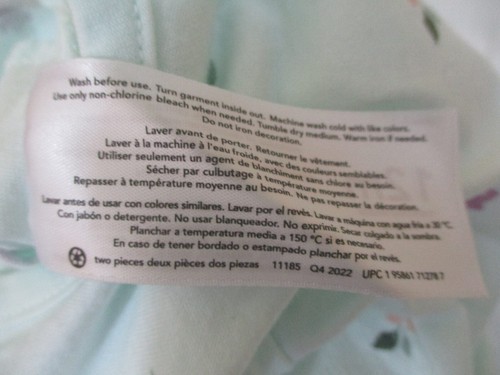 Wash before use. Turn garment inside out. Machine wash cold with like colors.
Use only non-chlorine bleach when needed. Tumble dry medium. Warm iron if needed.
Do not iron decoration.
Laver avant de porter. Retourner le vêtement.
Laver à la machine à l'eau froide, avec des couleurs semblables.
Utiliser seulement un agent de blanchiment sans chlore au besoin.
Sécher par culbutage à température moyenne.
Repasser à température moyenne au besoin. Ne pas repasser la décoration.
Lavar antes de usar con colores similares. Lavar por el revés. Lavar a máquina con agua fria a 30 °C.
Con jabón o detergente. No usar blanqueador. No exprimir. Secar colgado a la sombra.
Planchar a temperatura media a 150 °C si es necesario.
En caso de tener bordado o estampado planchar por el revés.
two pieces deux pièces dos piezas 11185 Q4 2022 UPC 1 95861 71278 7